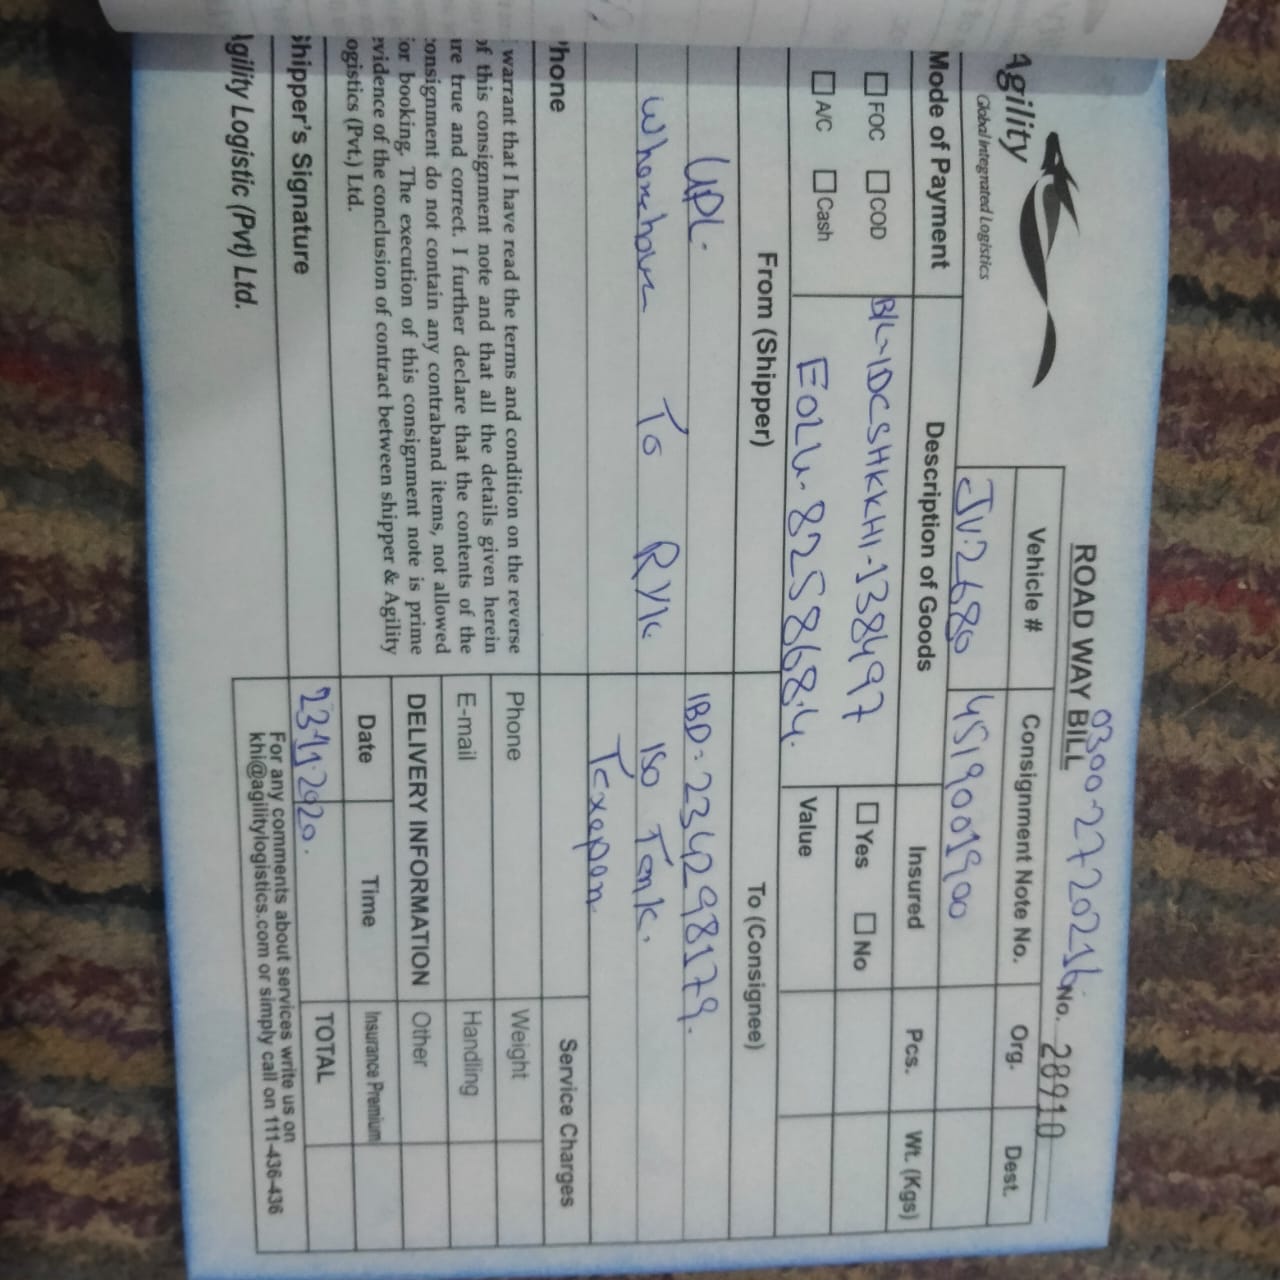 Agility
Global Integrated Logistics
ROAD WAY BILL
0300-2720216
No. 28910
Vehicle # Consignment Note No. Org. Dest.
JV.2680 4519001900
Mode of Payment Description of Goods Insured Pcs. Wt. (Kgs)
FOC COD B/L-IDCSHKKHI-138497 Yes No
A/C Cash EOLU-825868.4. Value
From (Shipper) To (Consignee)
UPL. IBD: 234298179.
To RYK ISO Tank.
Phone Service Charges
warrant that I have read the terms and condition on the reverse
of this consignment note and that all the details given herein
are true and correct. I further declare that the contents of the
consignment do not contain any contraband items, not allowed
for booking. The execution of this consignment note is prime
evidence of the conclusion of contract between shipper & Agility
ogistics (Pvt.) Ltd.
Shipper's Signature
Agility Logistic (Pvt) Ltd.
Phone Weight
E-mail Handling
DELIVERY INFORMATION Other
Date Time Insurance Premium
23.11.2020. TOTAL
For any comments about services write us on
khi@agilitylogistics.com or simply call on 111-436-436